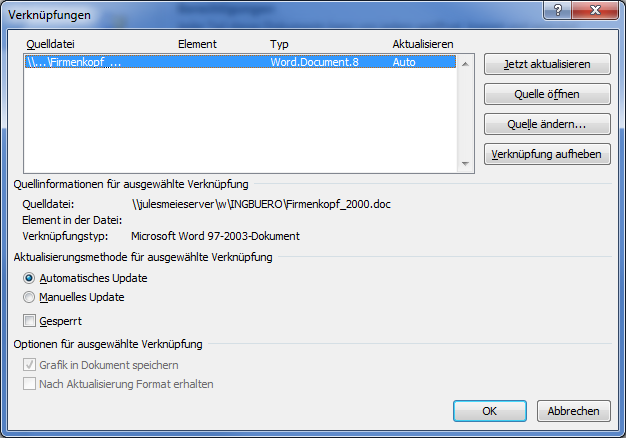 Verknüpfungen
Quelldatei Element Typ Aktualisieren
\\...\Firmenkopf_... Word.Document.8 Auto
Jetzt aktualisieren
Quelle öffnen
Quelle ändern...
Verknüpfung aufheben
Quellinformationen für ausgewählte Verknüpfung
Quelldatei: \\julesmeieserver\w\INGBUERO\Firmenkopf_2000.doc
Element in der Datei:
Verknüpfungstyp: Microsoft Word 97-2003-Dokument
Aktualisierungsmethode für ausgewählte Verknüpfung
Automatisches Update
Manuelles Update
Gesperrt
Optionen für ausgewählte Verknüpfung
Grafik in Dokument speichern
Nach Aktualisierung Format erhalten
OK Abbrechen